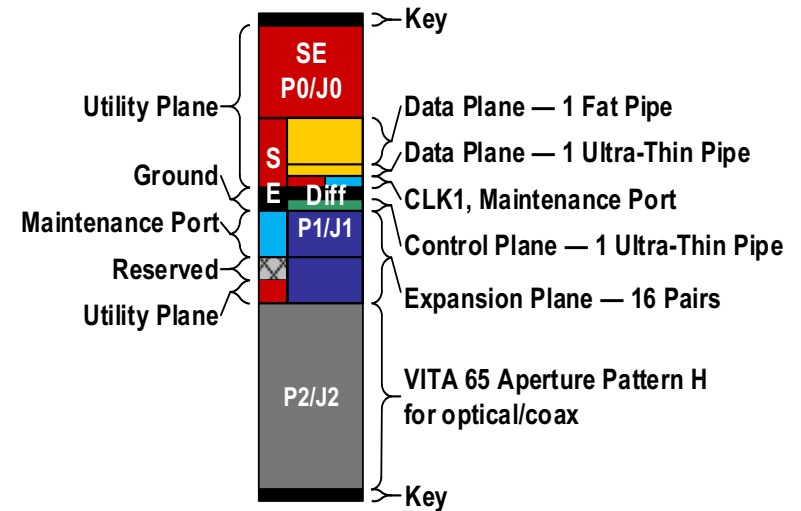 Key
SE
P0/J0
Utility Plane
Data Plane — 1 Fat Pipe
S
Data Plane — 1 Ultra-Thin Pipe
Ground
E
Diff
CLK1, Maintenance Port
Maintenance Port
P1/J1
Control Plane — 1 Ultra-Thin Pipe
Reserved
Expansion Plane — 16 Pairs
Utility Plane
P2/J2
VITA 65 Aperture Pattern H
for optical/coax
Key